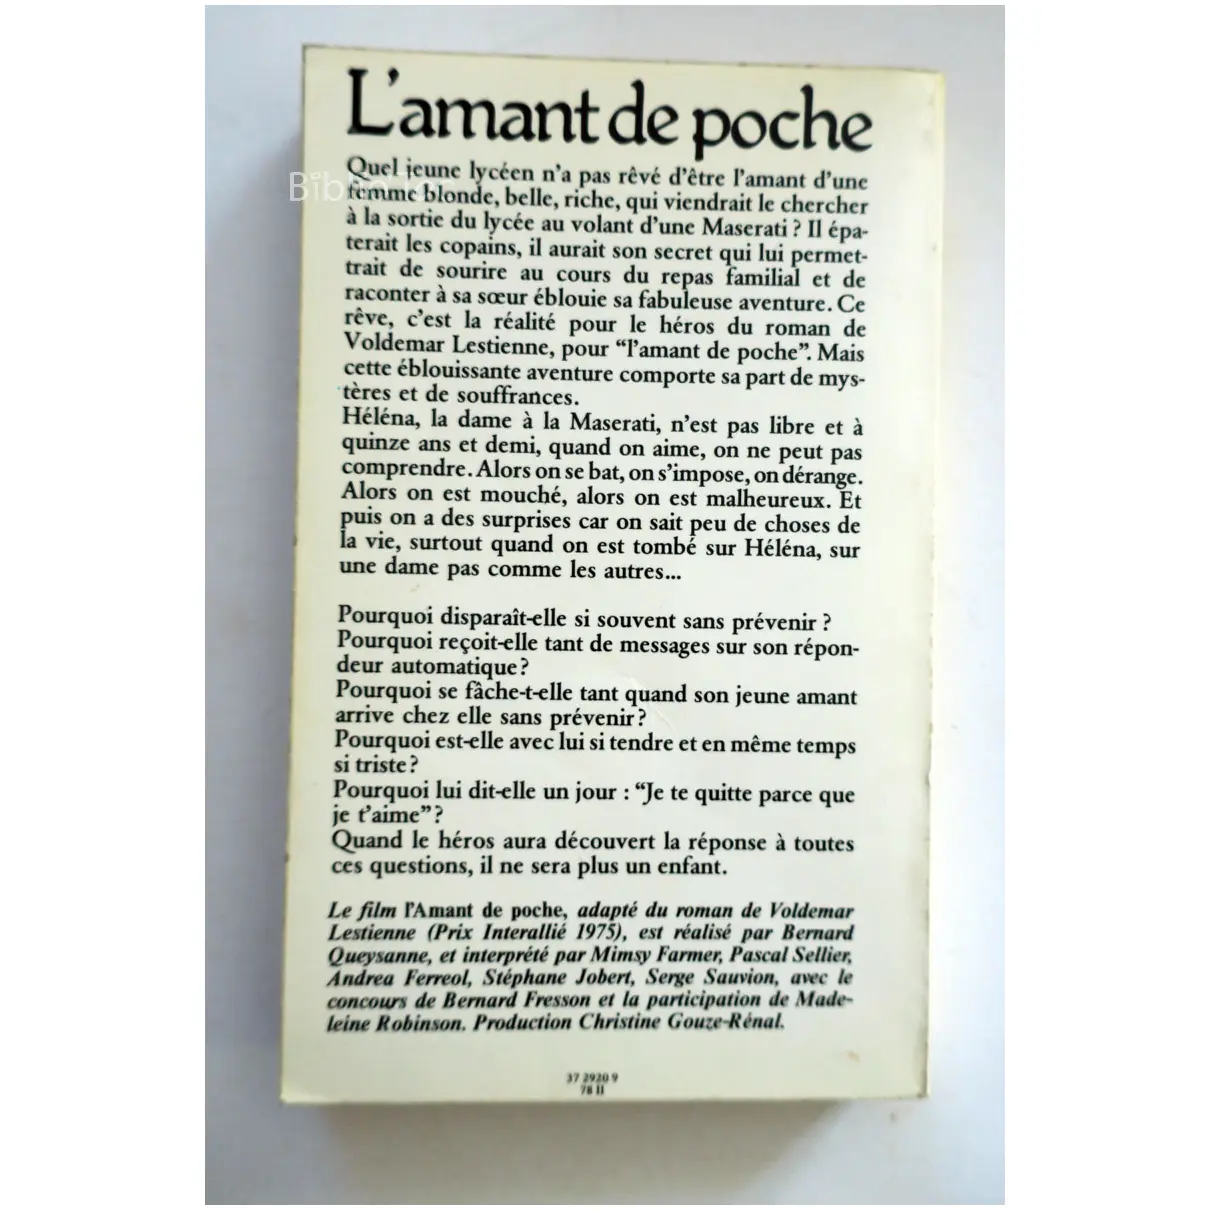 L'amant de poche
Quel jeune lycéen n'a pas rêvé d'être l'amant d'une
femme blonde, belle, riche, qui viendrait le chercher
à la sortie du lycée au volant d'une Maserati ? Il épa-
terait les copains, il aurait son secret qui lui permet-
trait de sourire au cours du repas familial et de
raconter à sa sœur éblouie sa fabuleuse aventure. Ce
rêve, c'est la réalité pour le héros du roman de
Voldemar Lestienne, pour "l'amant de poche". Mais
cette éblouissante aventure comporte sa part de mys-
tères et de souffrances.
Héléna, la dame à la Maserati, n'est pas libre et à
quinze ans et demi, quand on aime, on ne peut pas
comprendre. Alors on se bat, on s'impose, on dérange.
Alors on est mouché, alors on est malheureux. Et
puis on a des surprises car on sait peu de choses de
la vie, surtout quand on est tombé sur Héléna, sur
une dame pas comme les autres...
Pourquoi disparaît-elle si souvent sans prévenir ?
Pourquoi reçoit-elle tant de messages sur son répon-
deur automatique ?
Pourquoi se fâche-t-elle tant quand son jeune amant
arrive chez elle sans prévenir ?
Pourquoi est-elle avec lui si tendre et en même temps
si triste ?
Pourquoi lui dit-elle un jour : "Je te quitte parce que
je t'aime" ?
Quand le héros aura découvert la réponse à toutes
ces questions, il ne sera plus un enfant.
Le film l'Amant de poche, adapté du roman de Voldemar
Lestienne (Prix Interallié 1975), est réalisé par Bernard
Queysanne, et interprété par Mimsy Farmer, Pascal Sellier,
Andrea Ferreol, Stéphane Jobert, Serge Sauvion, avec le
concours de Bernard Fresson et la participation de Made-
leine Robinson. Production Christine Gouze-Rénal.
37 2920 9
78 II